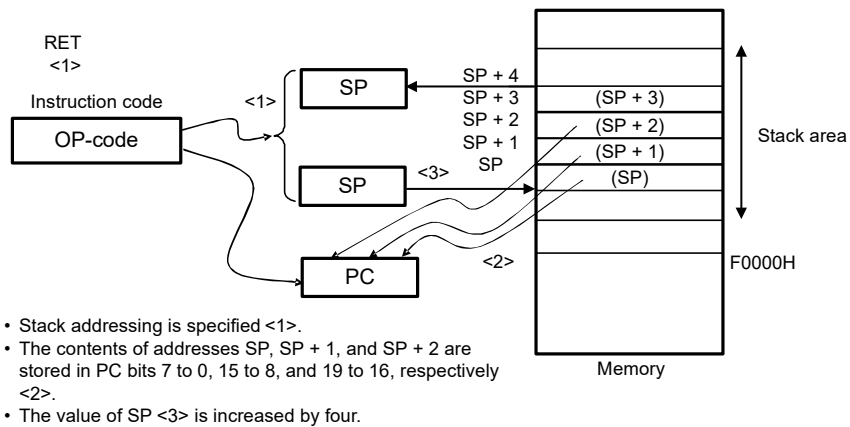 RET
<1>
Instruction code
OP-code
<1>
SP
SP
<3>
PC
SP + 4
SP + 3
SP + 2
SP + 1
SP
(SP + 3)
(SP + 2)
(SP + 1)
(SP)
Stack area
F0000H
<2>
Memory
• Stack addressing is specified <1>.
• The contents of addresses SP, SP + 1, and SP + 2 are
stored in PC bits 7 to 0, 15 to 8, and 19 to 16, respectively
<2>.
• The value of SP <3> is increased by four.